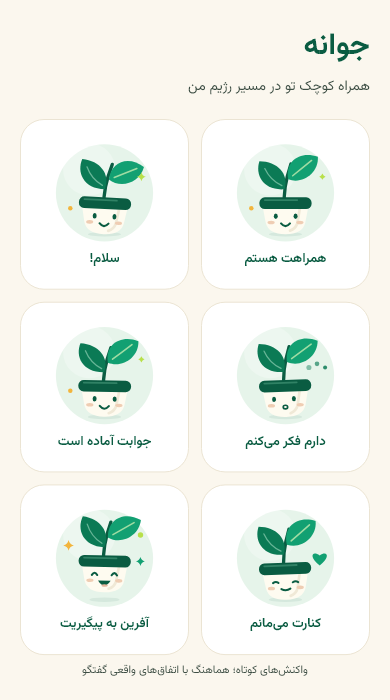 جوانه
همراه کوچک تو در مسیر رژیم من
همراهت هستم
سلام!
دارم فکر می‌کنم
جوابت آماده است
کنارت می‌مانم
آفرین به پیگیریت
واکنش‌های کوتاه؛ هماهنگ با اتفاق‌های واقعی گفتگو